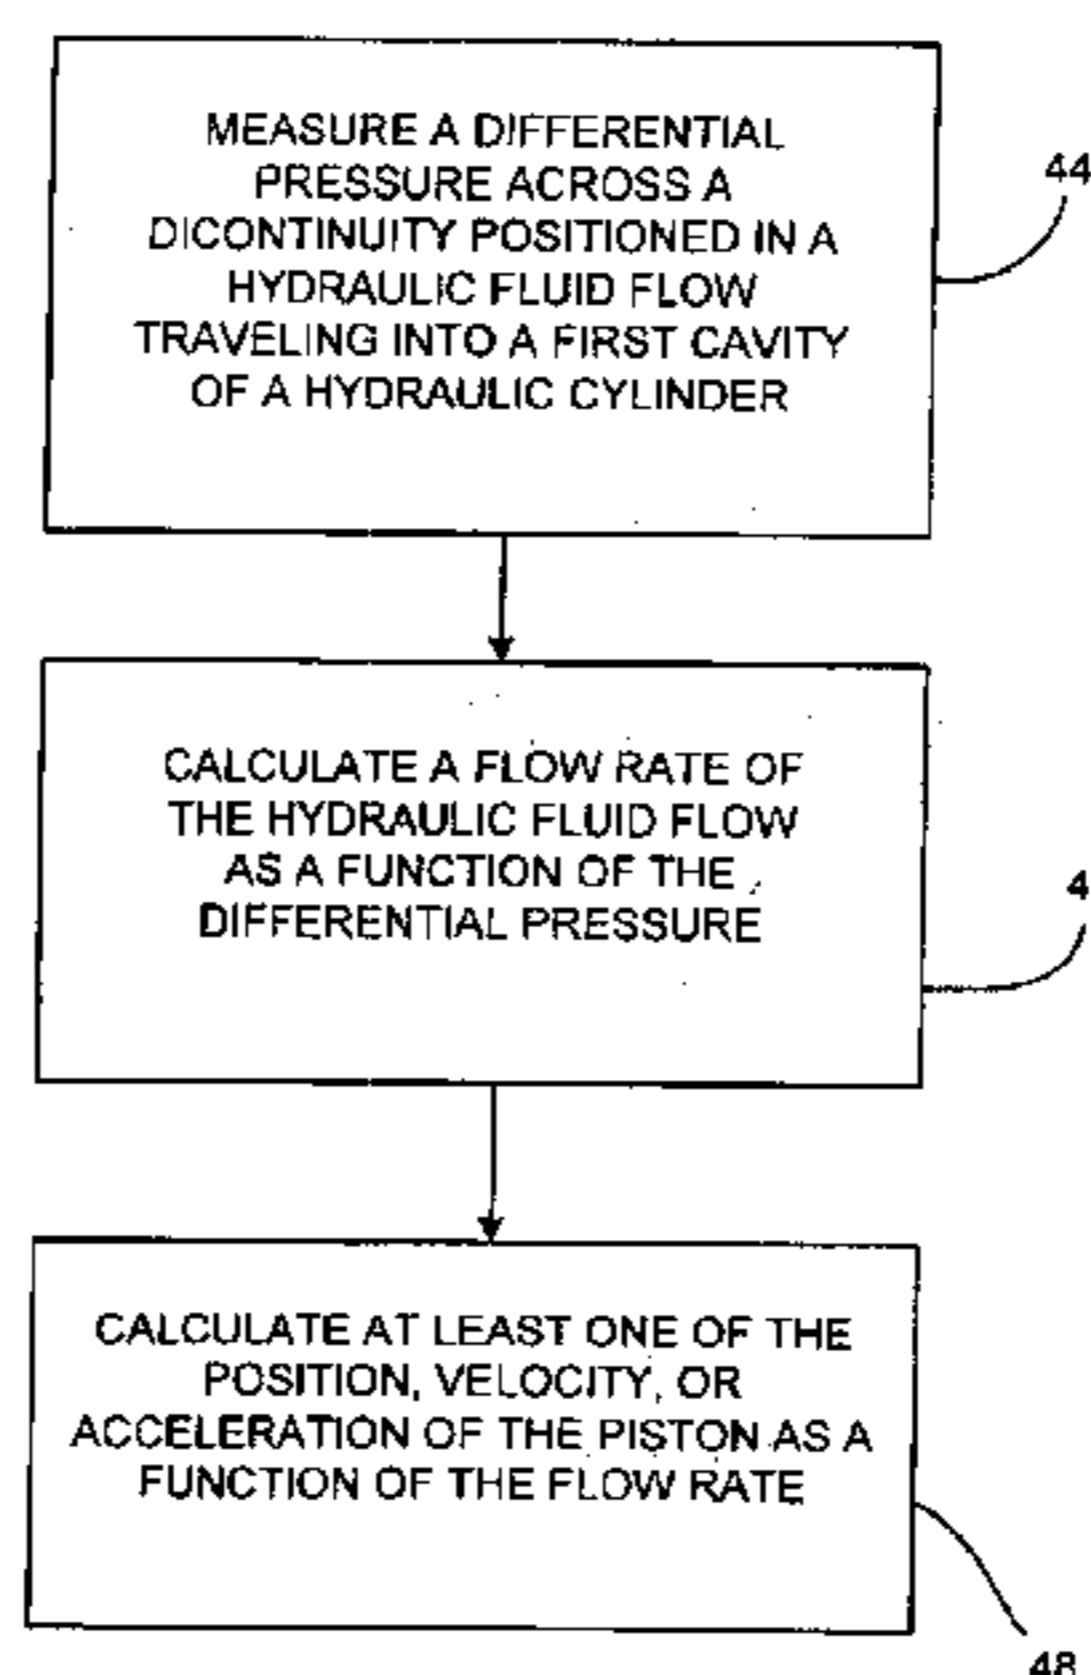 MEASURE A DIFFERENTIAL
PRESSURE ACROSS A
DICONTINUITY POSITIONED IN A
HYDRAULIC FLUID FLOW
TRAVELING INTO A FIRST CAVITY
OF A HYDRAULIC CYLINDER
44
CALCULATE A FLOW RATE OF
THE HYDRAULIC FLUID FLOW
AS A FUNCTION OF THE
DIFFERENTIAL PRESSURE
4
CALCULATE AT LEAST ONE OF THE
POSITION, VELOCITY, OR
ACCELERATION OF THE PISTON AS A
FUNCTION OF THE FLOW RATE
48